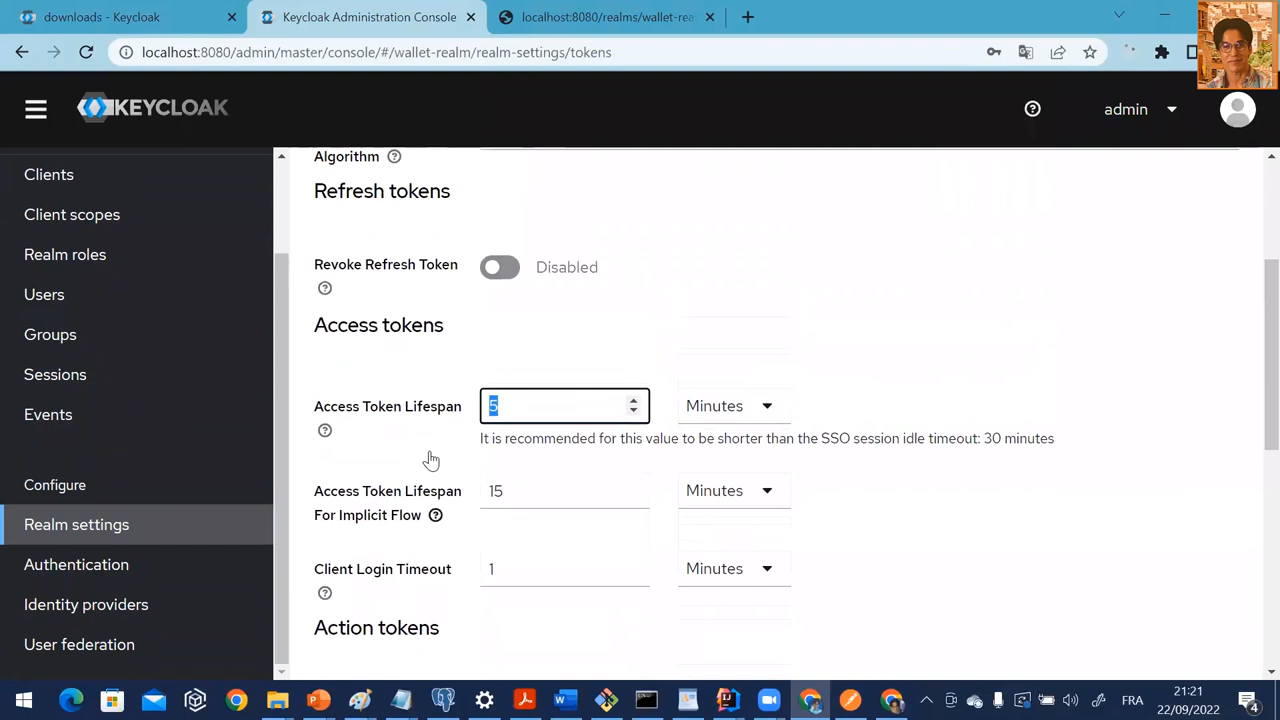 downloads - Keycloak
Keycloak Administration Console
localhost:8080/realms/wallet-rea
localhost:8080/admin/master/console/#/wallet-realm/realm-settings/tokens
KEYCLOAK
admin
Clients
Client scopes
Realm roles
Users
Groups
Sessions
Events
Configure
Realm settings
Authentication
Identity providers
User federation
Algorithm
Refresh tokens
Revoke Refresh Token
Disabled
Access tokens
Access Token Lifespan
5
Minutes
It is recommended for this value to be shorter than the SSO session idle timeout: 30 minutes
Access Token Lifespan
For Implicit Flow
15
Minutes
Client Login Timeout
1
Minutes
Action tokens
FRA
21:21
22/09/2022
4